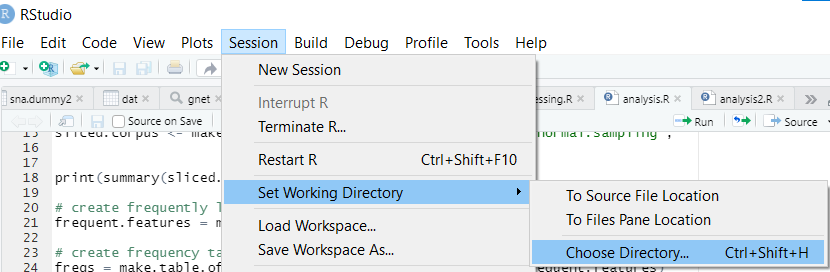 RStudio
File Edit Code View Plots Session Build Debug Profile Tools Help
New Session
Interrupt R
Terminate R...
Restart R Ctrl+Shift+F10
Set Working Directory
Load Workspace...
Save Workspace As...
To Source File Location
To Files Pane Location
Choose Directory... Ctrl+Shift+H
sna.dummy2 dat gnet essing.R analysis.R analysis2.R
Source on Save Run Source
15 sliced.corpus <- make normal.sampling",
16
17
18 print(summary(sliced.
19
20 # create frequently l
21 frequent.features = m
22
23 # create frequency ta
24 freqs = make.table.of equent.features)